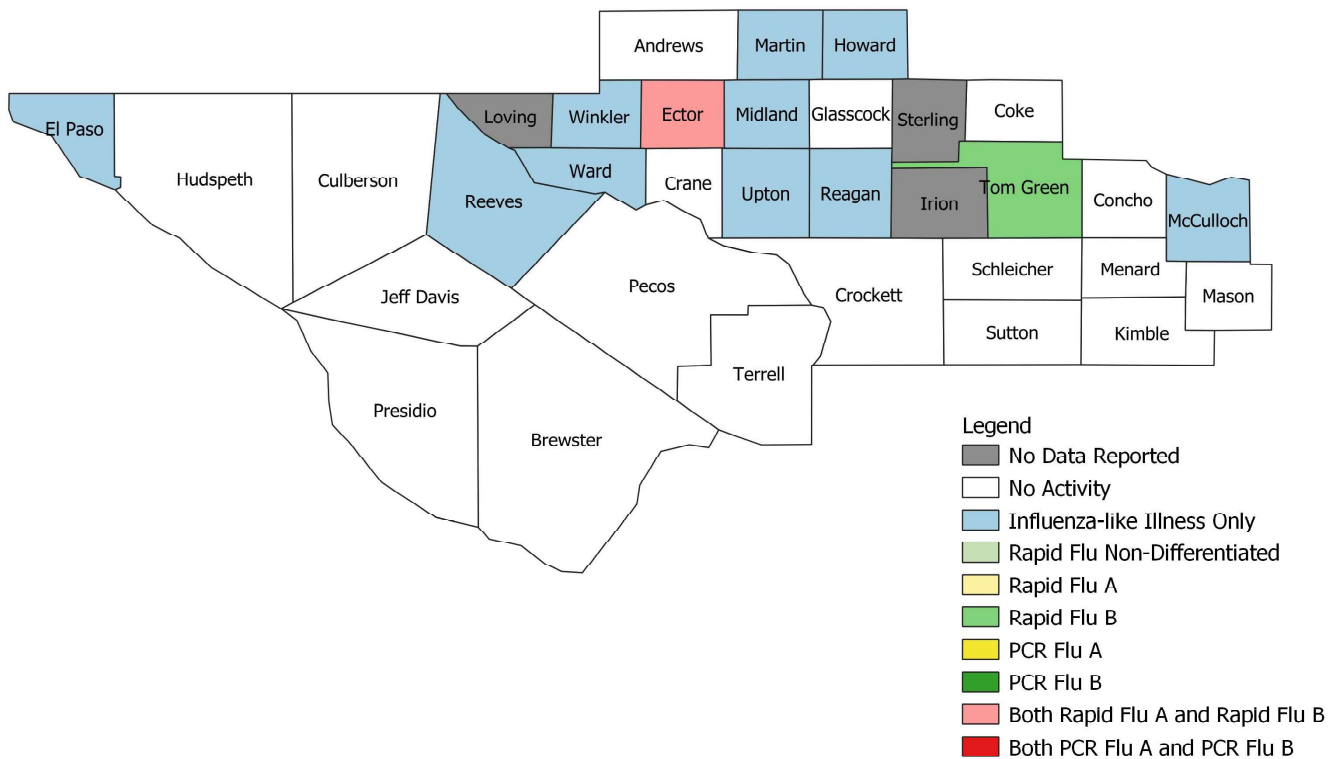 Andrews
Martin
Howard
El Paso
Hudspeth
Culberson
Reeves
Loving
Winkler
Ector
Midland
Glasscock
Sterling
Coke
Ward
Crane
Upton
Reagan
Irion
Tom Green
Concho
McCulloch
Jeff Davis
Pecos
Crockett
Schleicher
Menard
Mason
Sutton
Kimble
Terrell
Presidio
Brewster
Legend
No Data Reported
No Activity
Influenza-like Illness Only
Rapid Flu Non-Differentiated
Rapid Flu A
Rapid Flu B
PCR Flu A
PCR Flu B
Both Rapid Flu A and Rapid Flu B
Both PCR Flu A and PCR Flu B